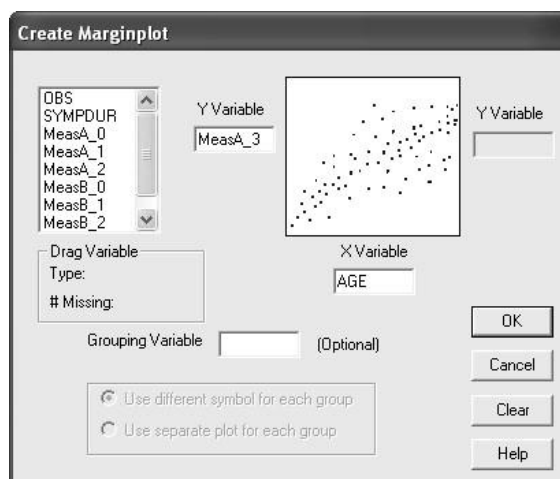 Create Marginplot
OBS
SYMPDUR
MeasA_0
MeasA_1
MeasA_2
MeasB_0
MeasB_1
MeasB_2
Y Variable
MeasA_3
Y Variable
Drag Variable
Type:
# Missing:
X Variable
AGE
Grouping Variable
(Optional)
Use different symbol for each group
Use separate plot for each group
OK
Cancel
Clear
Help